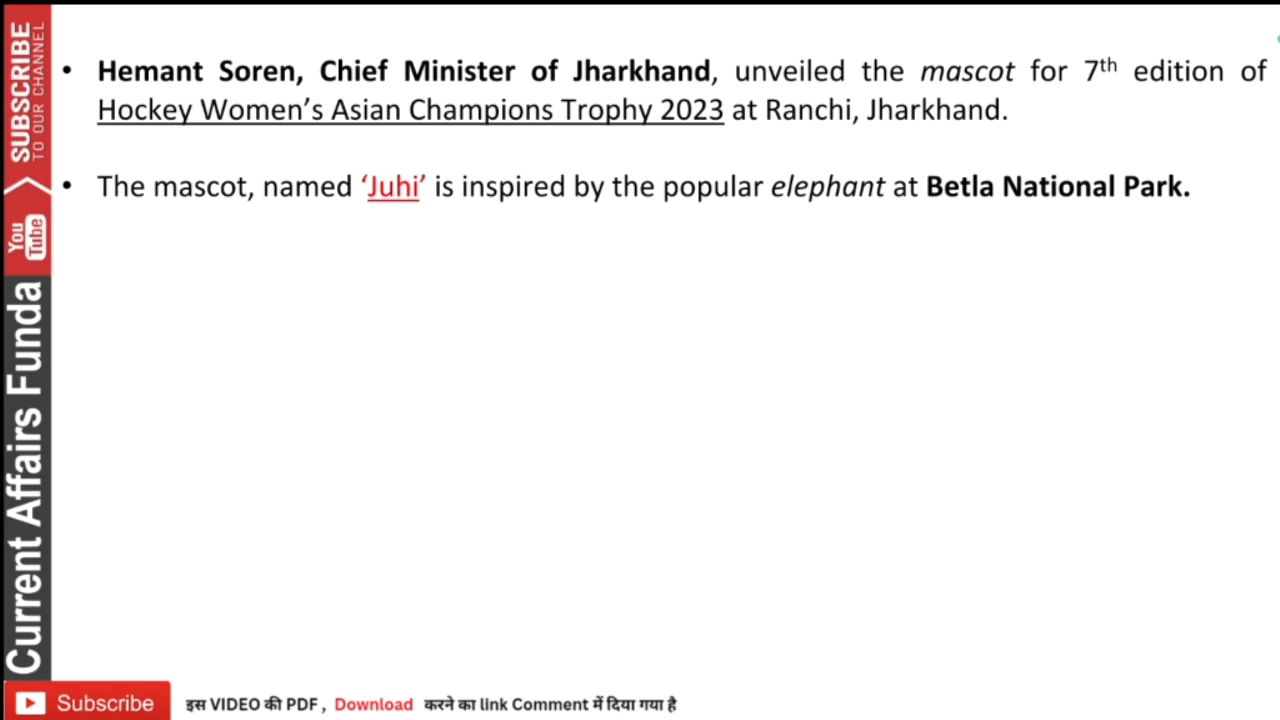 • Hemant Soren, Chief Minister of Jharkhand, unveiled the mascot for 7th edition of
Hockey Women’s Asian Champions Trophy 2023 at Ranchi, Jharkhand.
• The mascot, named ‘Juhi’ is inspired by the popular elephant at Betla National Park.
SUBSCRIBE
TO OUR CHANNEL
You
Tube
Current Affairs Funda
Subscribe
इस VIDEO की PDF , Download करने का link Comment में दिया गया है